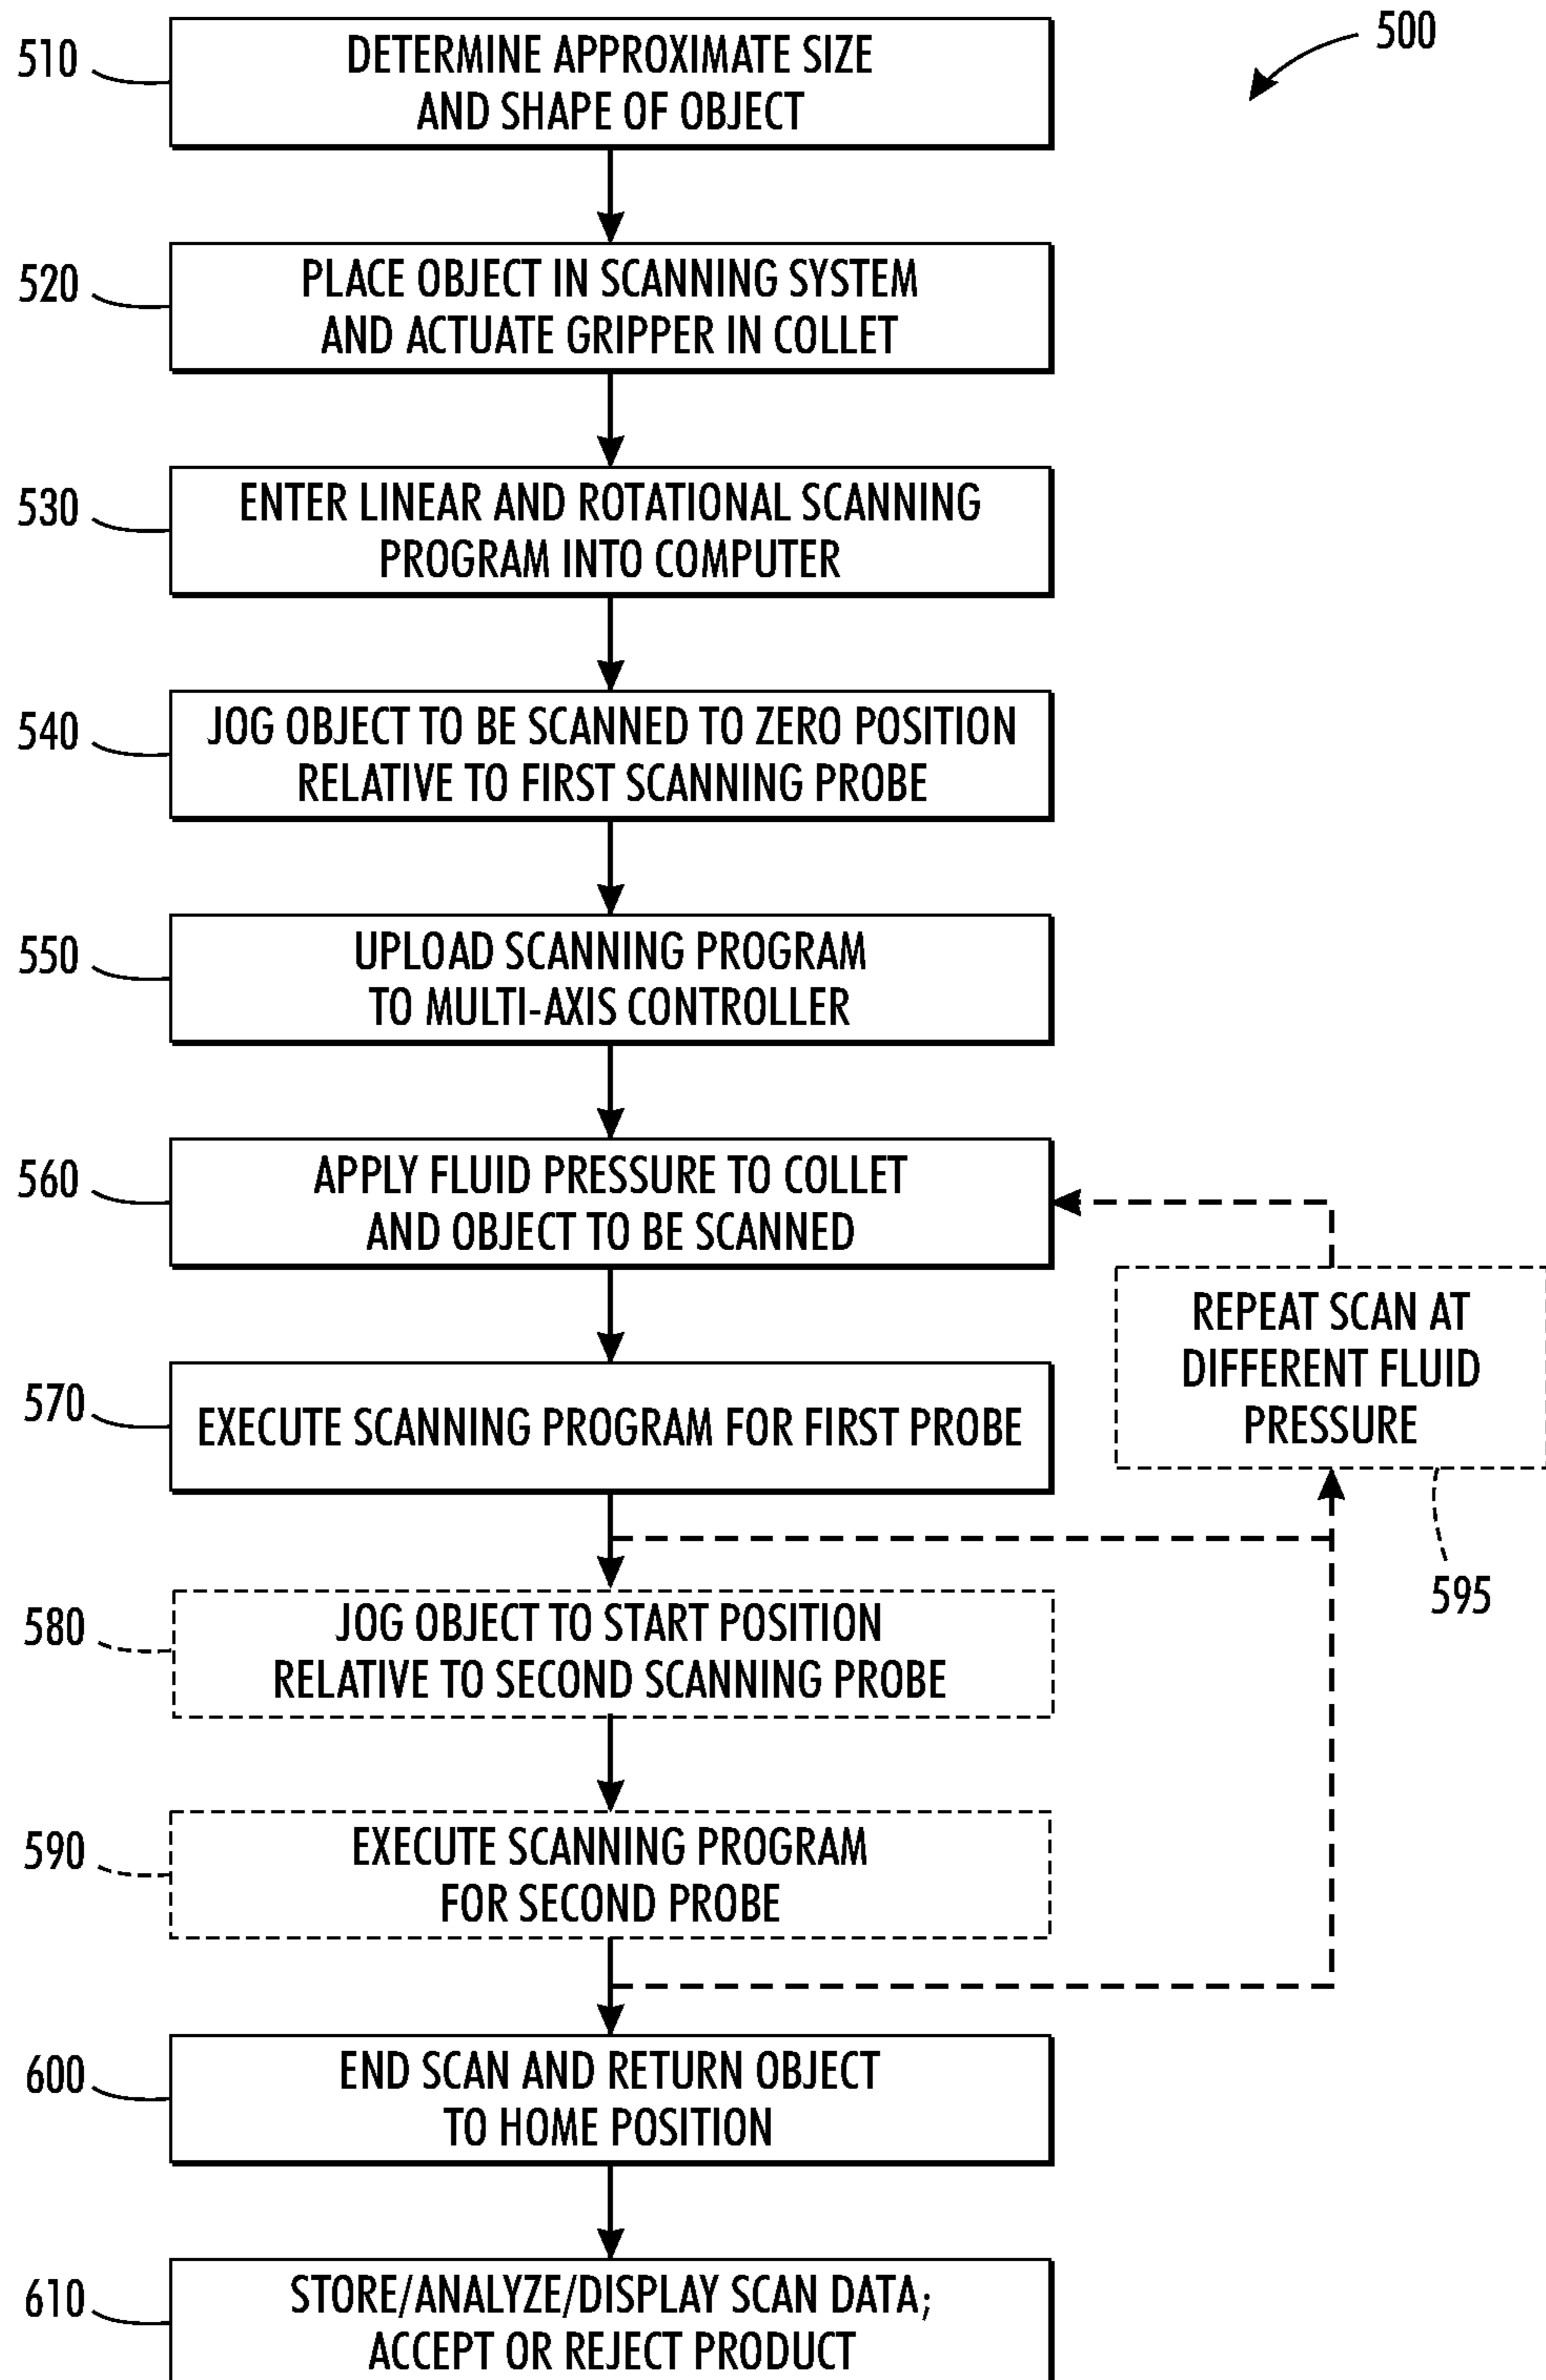 500
510
DETERMINE APPROXIMATE SIZE
AND SHAPE OF OBJECT
520
PLACE OBJECT IN SCANNING SYSTEM
AND ACTUATE GRIPPER IN COLLET
530
ENTER LINEAR AND ROTATIONAL SCANNING
PROGRAM INTO COMPUTER
540
JOG OBJECT TO BE SCANNED TO ZERO POSITION
RELATIVE TO FIRST SCANNING PROBE
550
UPLOAD SCANNING PROGRAM
TO MULTI-AXIS CONTROLLER
560
APPLY FLUID PRESSURE TO COLLET
AND OBJECT TO BE SCANNED
570
EXECUTE SCANNING PROGRAM FOR FIRST PROBE
REPEAT SCAN AT
DIFFERENT FLUID
PRESSURE
595
580
JOG OBJECT TO START POSITION
RELATIVE TO SECOND SCANNING PROBE
590
EXECUTE SCANNING PROGRAM
FOR SECOND PROBE
600
END SCAN AND RETURN OBJECT
TO HOME POSITION
610
STORE/ANALYZE/DISPLAY SCAN DATA;
ACCEPT OR REJECT PRODUCT